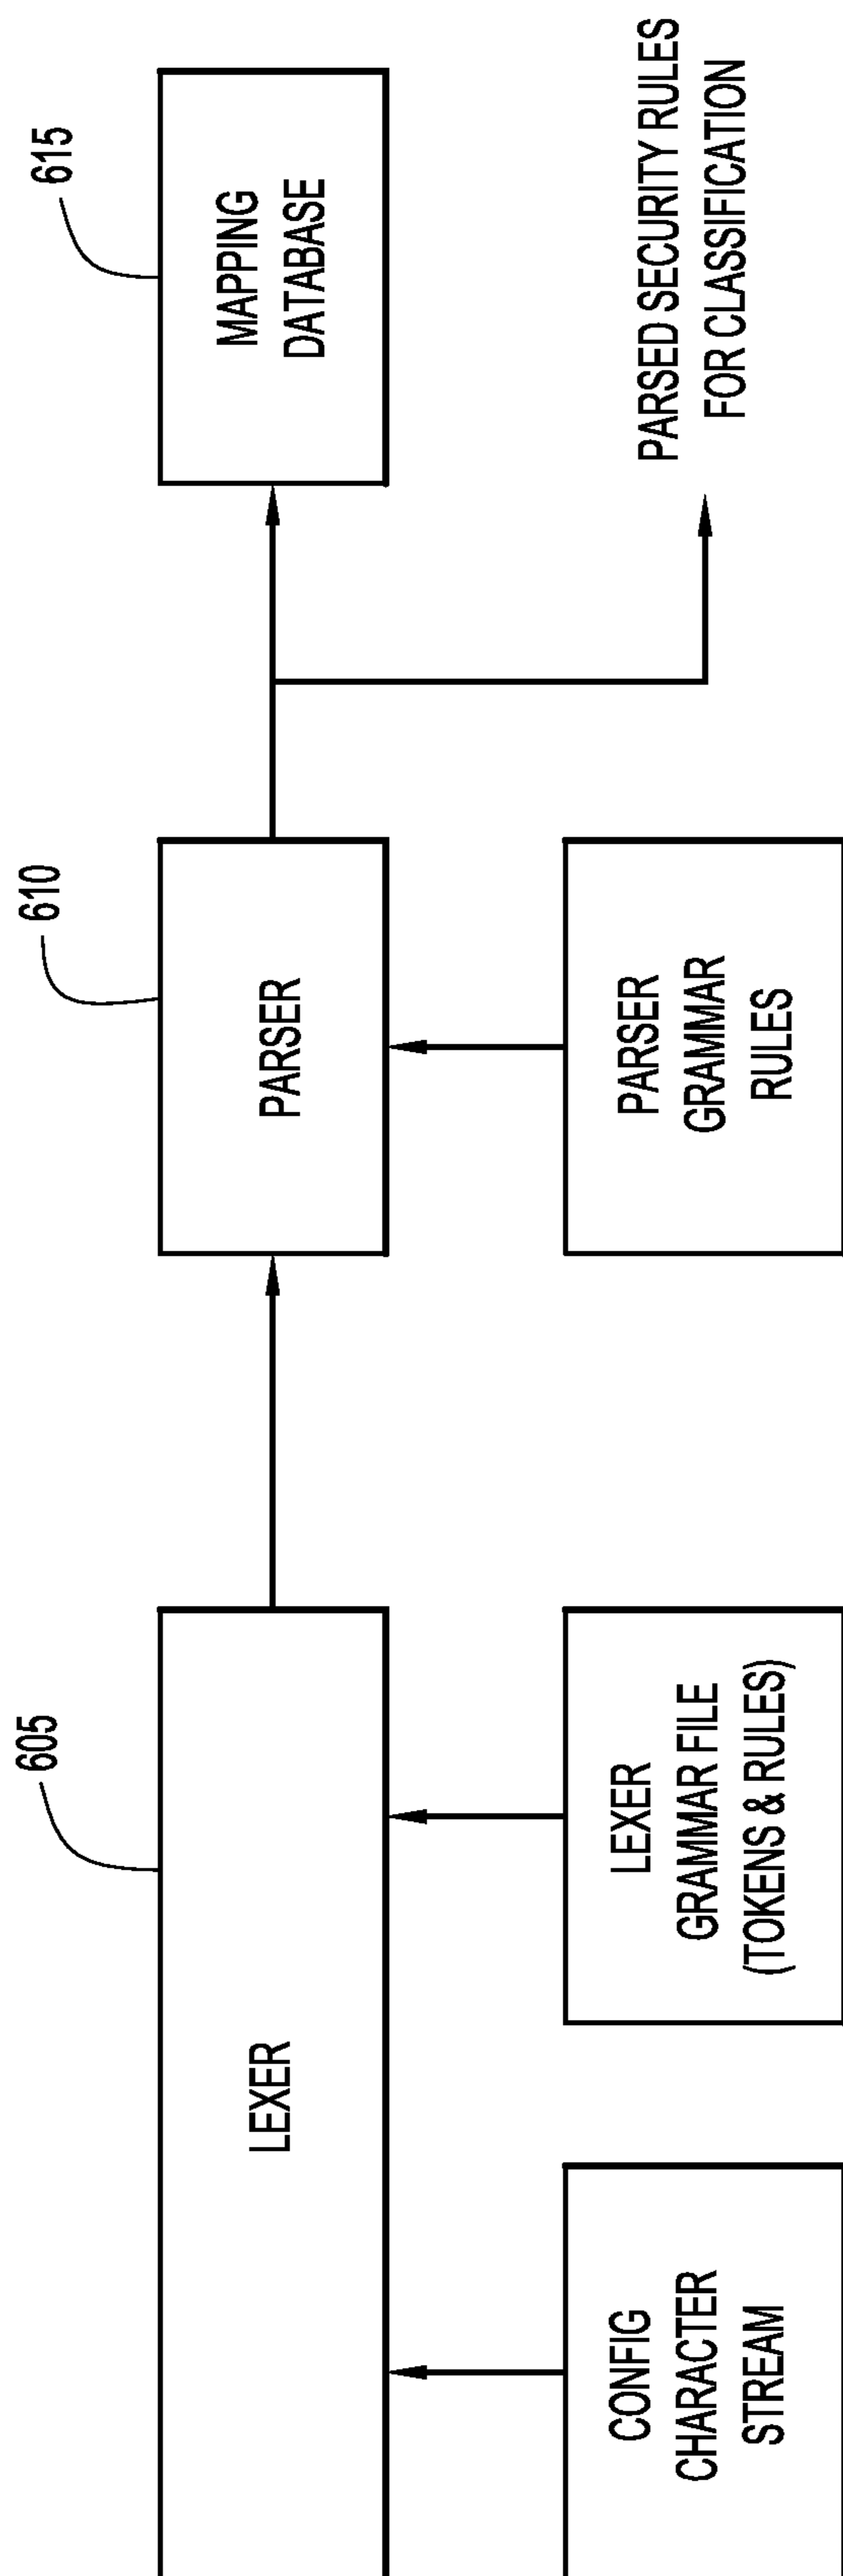 605
LEXER
CONFIG
CHARACTER
STREAM
LEXER
GRAMMAR FILE
(TOKENS & RULES)
610
PARSER
PARSER
GRAMMAR
RULES
615
MAPPING
DATABASE
PARSED SECURITY RULES
FOR CLASSIFICATION